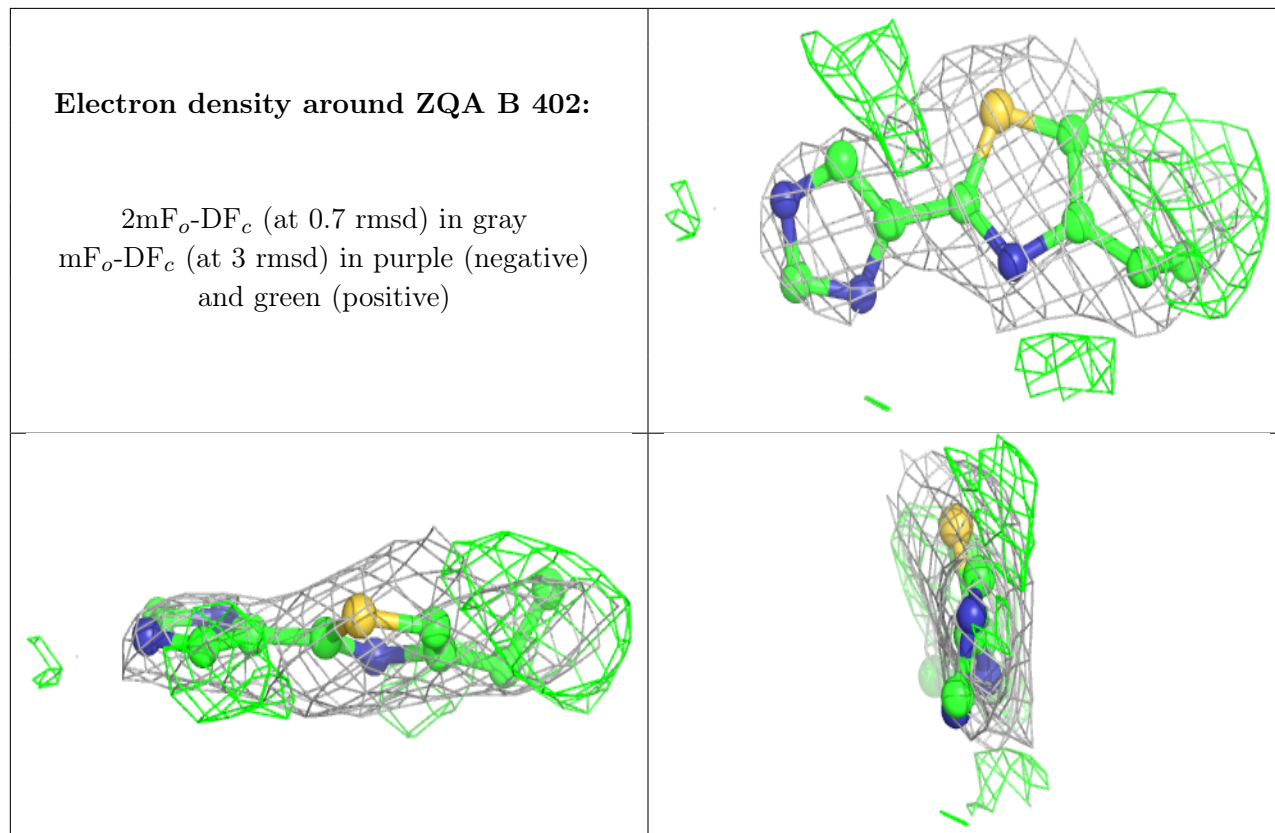 Electron density around ZQA B 402:
2mFo-DFc (at 0.7 rmsd) in gray
mFo-DFc (at 3 rmsd) in purple (negative)
and green (positive)